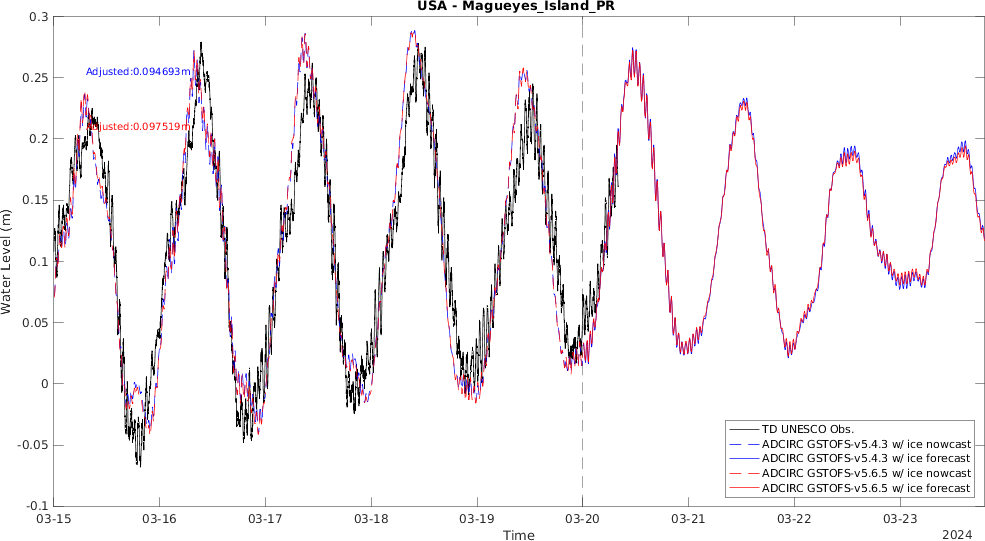 USA - Magueyes_Island_PR
Water Level (m)
0.3
0.25
0.2
0.15
0.1
0.05
0
-0.05
-0.1
Adjusted:0.094693m
Adjusted:0.097519m
TD UNESCO Obs.
ADCIRC GSTOFS-v5.4.3 w/ ice nowcast
ADCIRC GSTOFS-v5.4.3 w/ ice forecast
ADCIRC GSTOFS-v5.6.5 w/ ice nowcast
ADCIRC GSTOFS-v5.6.5 w/ ice forecast
03-15 03-16 03-17 03-18 03-19 03-20 03-21 03-22 03-23
Time
2024